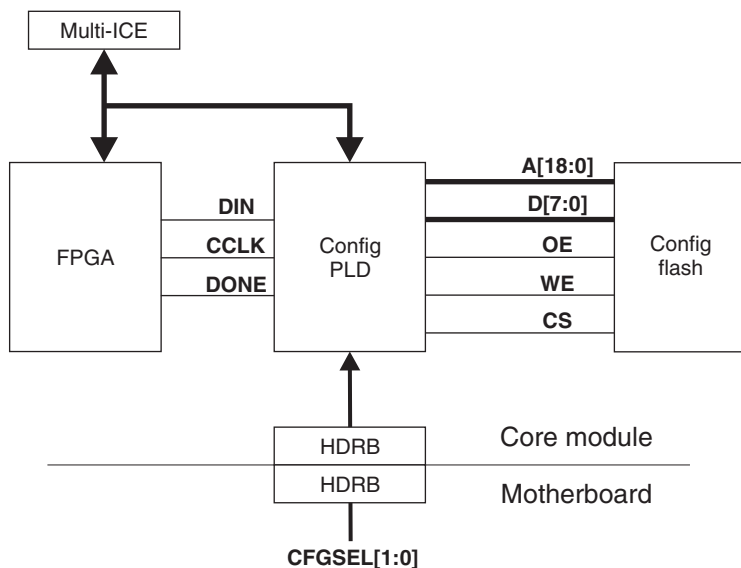 Multi-ICE
FPGA
DIN
CCLK
DONE
Config
PLD
A[18:0]
D[7:0]
OE
WE
CS
Config
flash
HDRB
Core module
HDRB
Motherboard
CFGSEL[1:0]